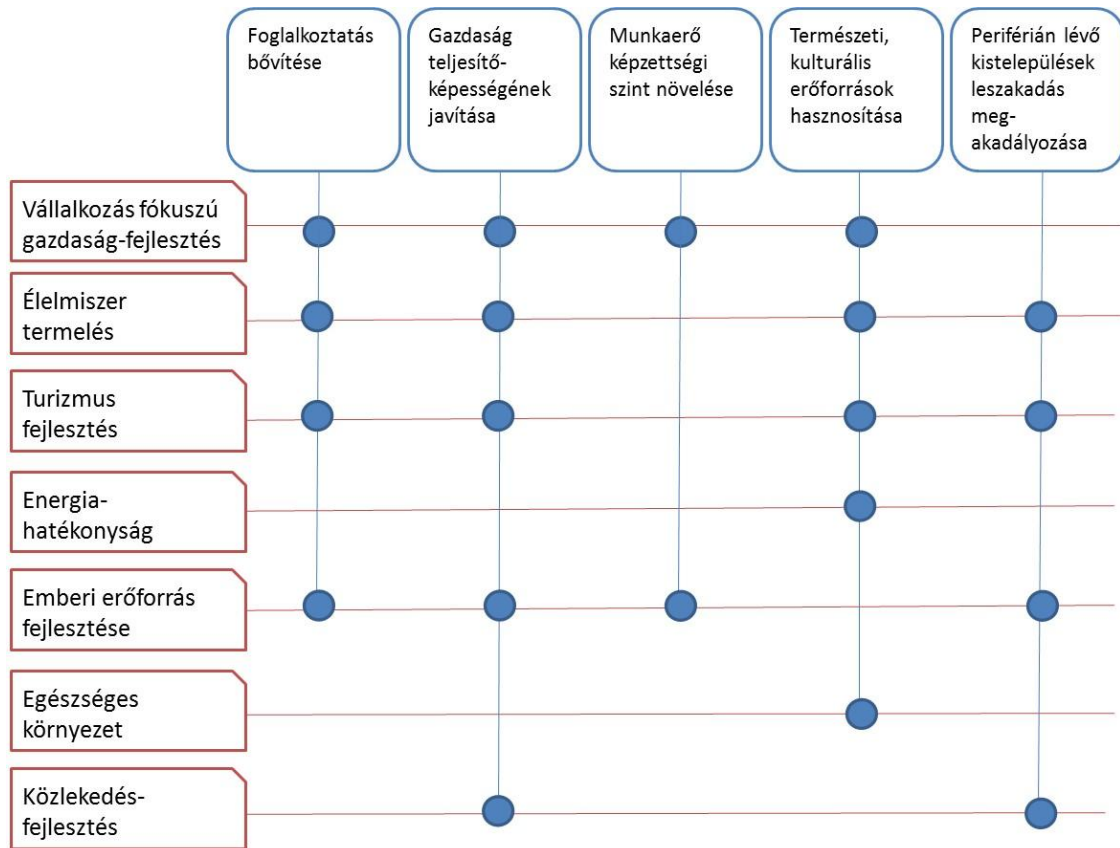 Foglalkoztatás
bővítése
Gazdaság
teljesítő-
képességének
javítása
Munkaerő
képzettségi
szint növelése
Természeti,
kulturális
erőforrások
hasznosítása
Periférián lévő
kistelepülések
leszakadás
meg-
akadályozása
Vállalkozás fókuszú
gazdaság-fejlesztés
Élelmiszer
termelés
Turizmus
fejlesztés
Energia-
hatékonyság
Emberi erőforrás
fejlesztése
Egészséges
környezet
Közlekedés-
fejlesztés